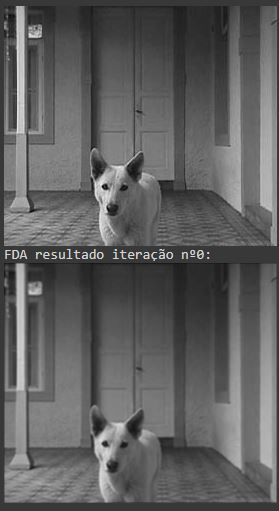 FDA resultado iteração nº0: